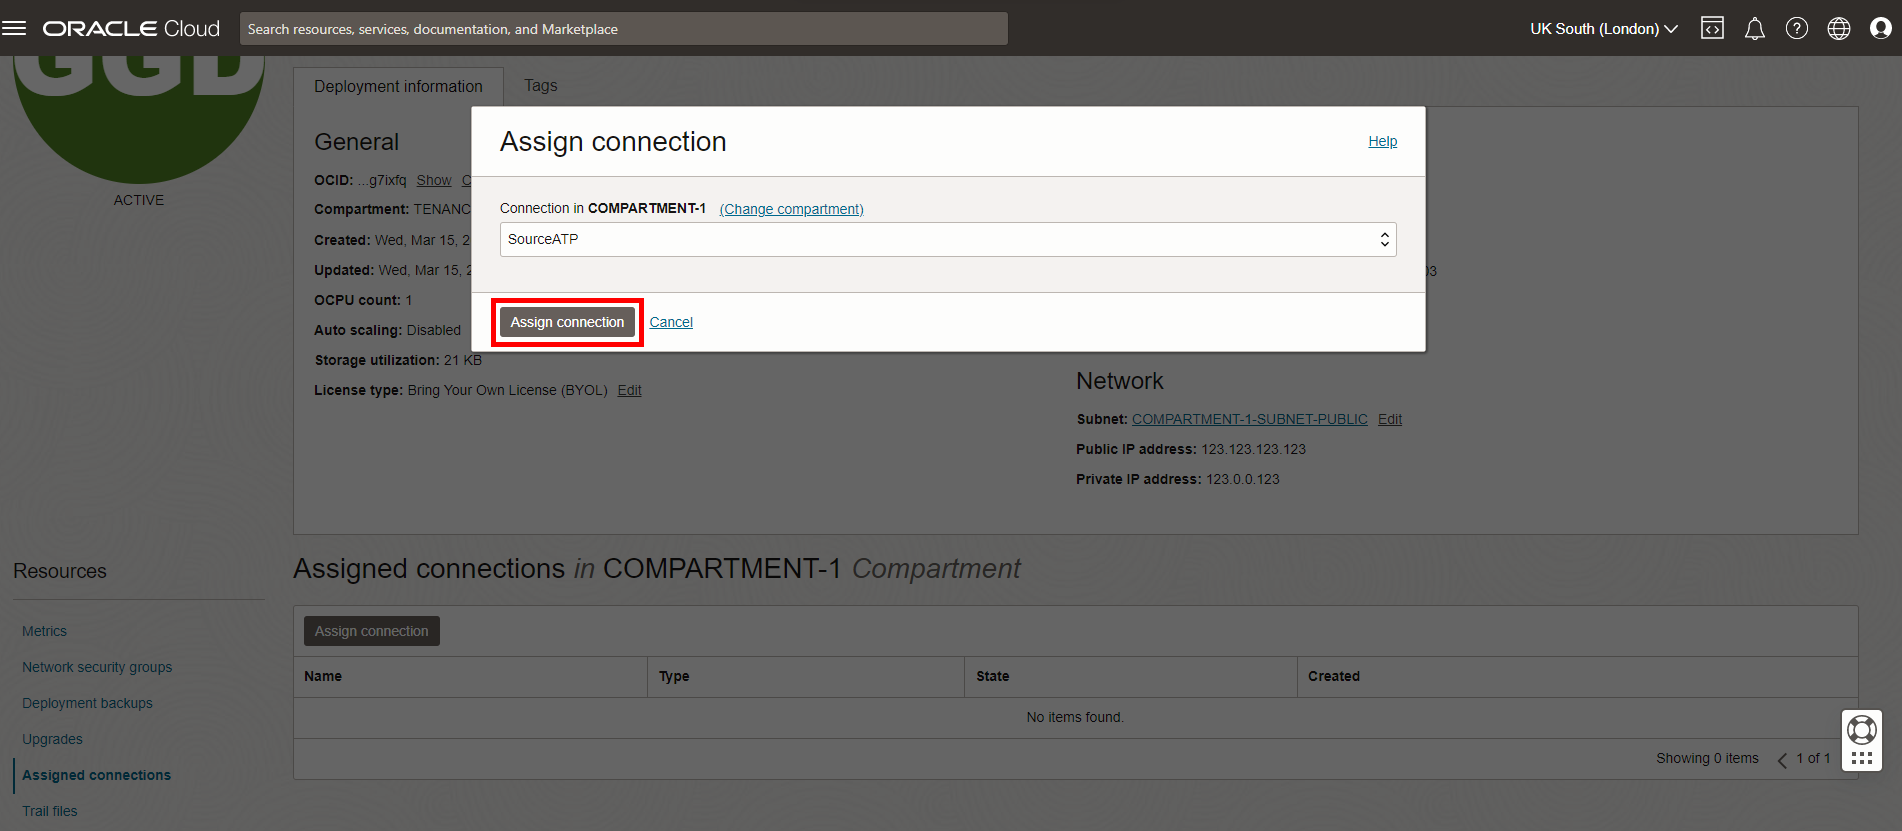 ORACLE Cloud
Search resources, services, documentation, and Marketplace
UK South (London)
GGD
ACTIVE
Deployment information
Tags
General
OCID: ...g7ixfq Show C
Compartment: TENANC
Created: Wed, Mar 15, 2
Updated: Wed, Mar 15, 2
OCPU count: 1
Auto scaling: Disabled
Storage utilization: 21 KB
License type: Bring Your Own License (BYOL) Edit
Assign connection
Help
Connection in COMPARTMENT-1 (Change compartment)
SourceATP
Assign connection
Cancel
Network
Subnet: COMPARTMENT-1-SUBNET-PUBLIC Edit
Public IP address: 123.123.123.123
Private IP address: 123.0.0.123
Resources
Metrics
Network security groups
Deployment backups
Upgrades
Assigned connections
Trail files
Assigned connections in COMPARTMENT-1 Compartment
Assign connection
Name Type State Created
No items found.
Showing 0 items 1 of 1